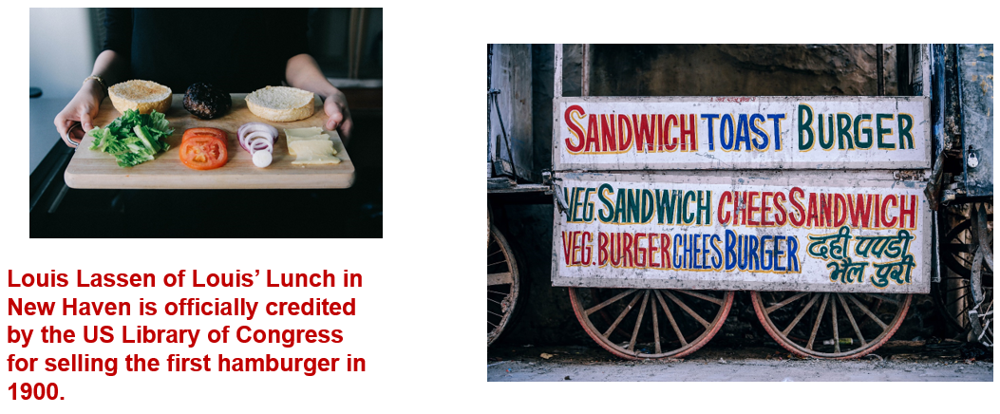 Louis Lassen of Louis’ Lunch in
New Haven is officially credited
by the US Library of Congress
for selling the first hamburger in
1900.
SANDWICH TOAST BURGER
VEG. SANDWICH CHEES SANDWICH
VEG. BURGER CHEES BURGER दही पपडी
भैल पुरी